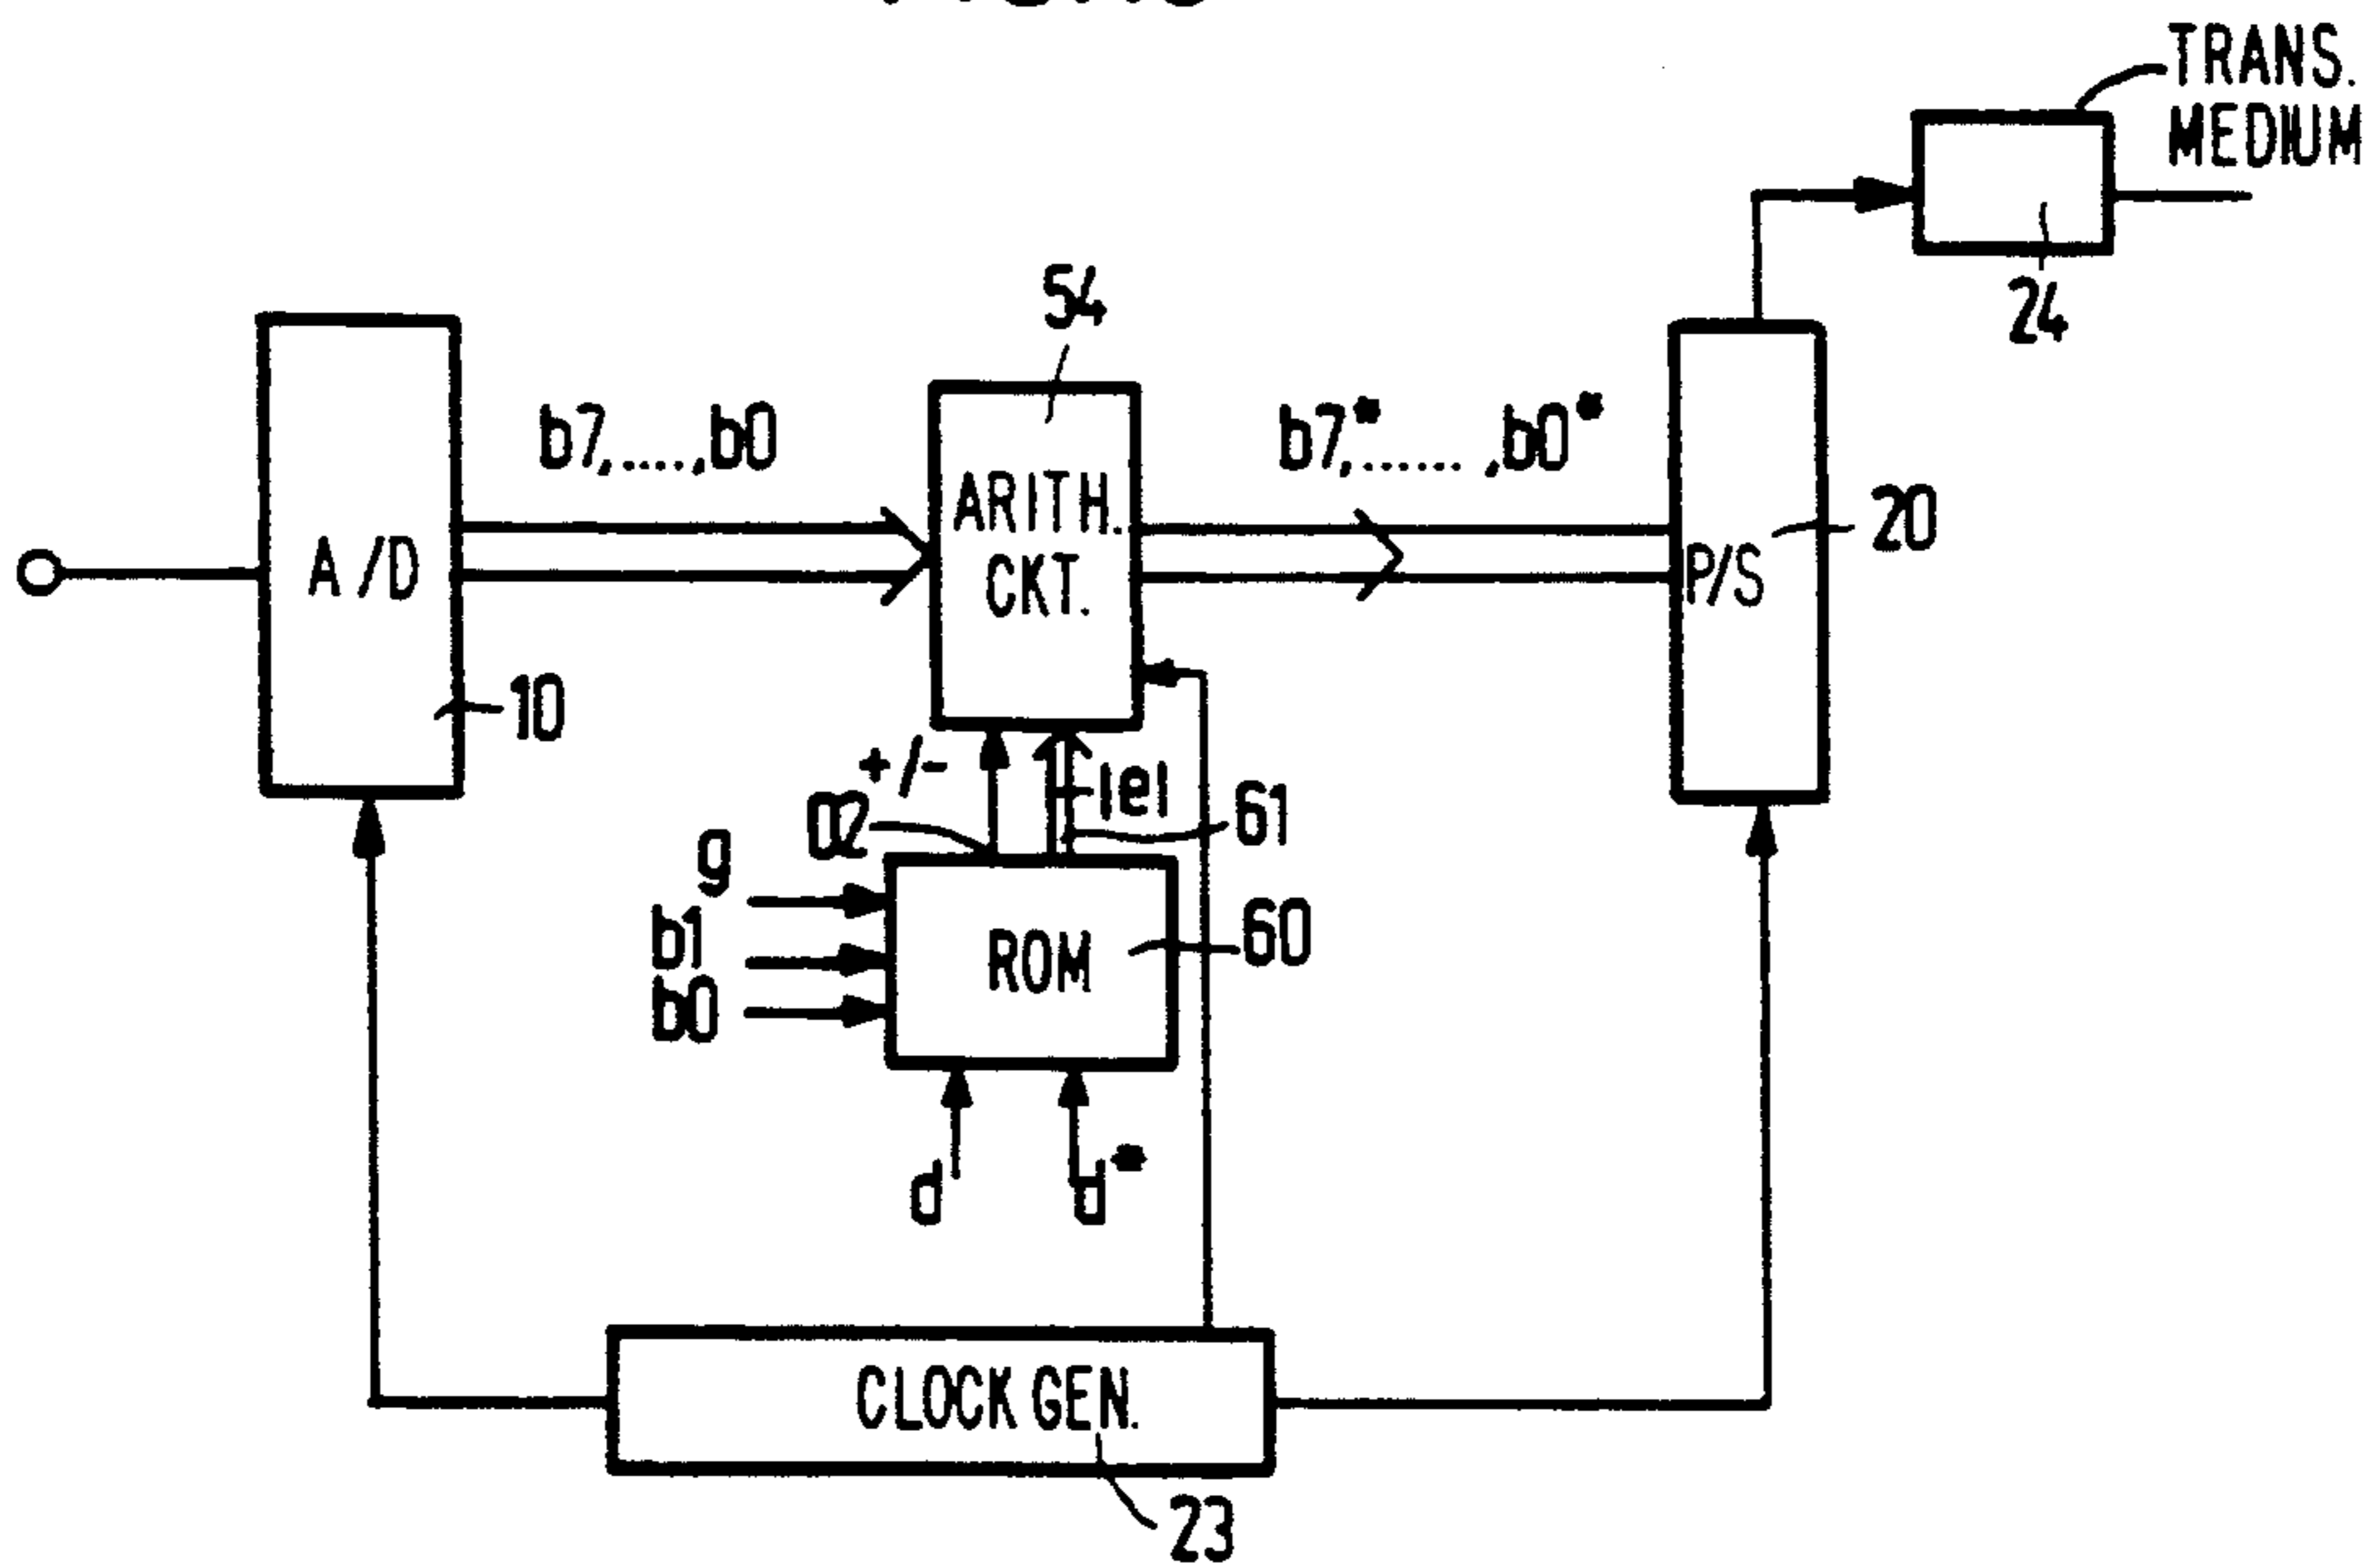 TRANS.
MEDIUM
24
54
b7,....,b0
b7*,...... ,b0*
ARITH.
CKT.
A/D
P/S
20
10
+/-
|e|
61
g
b1
b0
ROM
60
d
d*
CLOCK GEN.
23